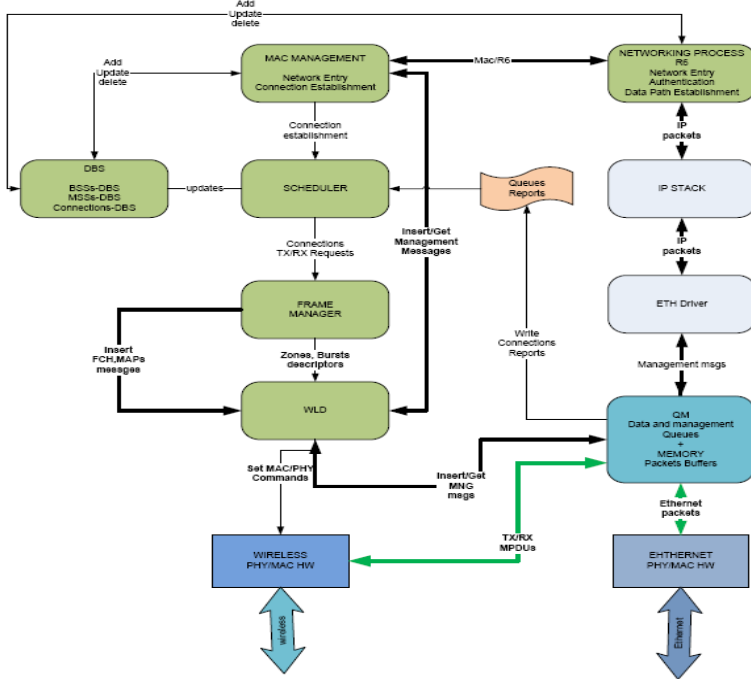 Add
Update
delete
Add
Update
delete
MAC MANAGEMENT
Network Entry
Connection Establishment
Mac/R6
NETWORKING PROCESS
R6
Network Entry
Authentication
Data Path Establishment
Connection
establishment
IP
packets
DBS
BSSs-DBS
MSSs-DBS
Connections-DBS
updates
SCHEDULER
Queues
Reports
IP STACK
Connections
TX/RX Requests
Insert/Get
Management
Messages
IP
packets
FRAME
MANAGER
ETH Driver
Insert
FCH,MAPs
messages
Zones, Bursts
descriptors
Write
Connections
Reports
Management msgs
WLD
QM
Data and management
Queues
+
MEMORY
Packets Buffers
Set MAC/PHY
Commands
Insert/Get
MNG
msgs
Ethernet
packets
TX/RX
MPDUs
WIRELESS
PHY/MAC HW
EHTHERNET
PHY/MAC HW
wireless
Ethernet